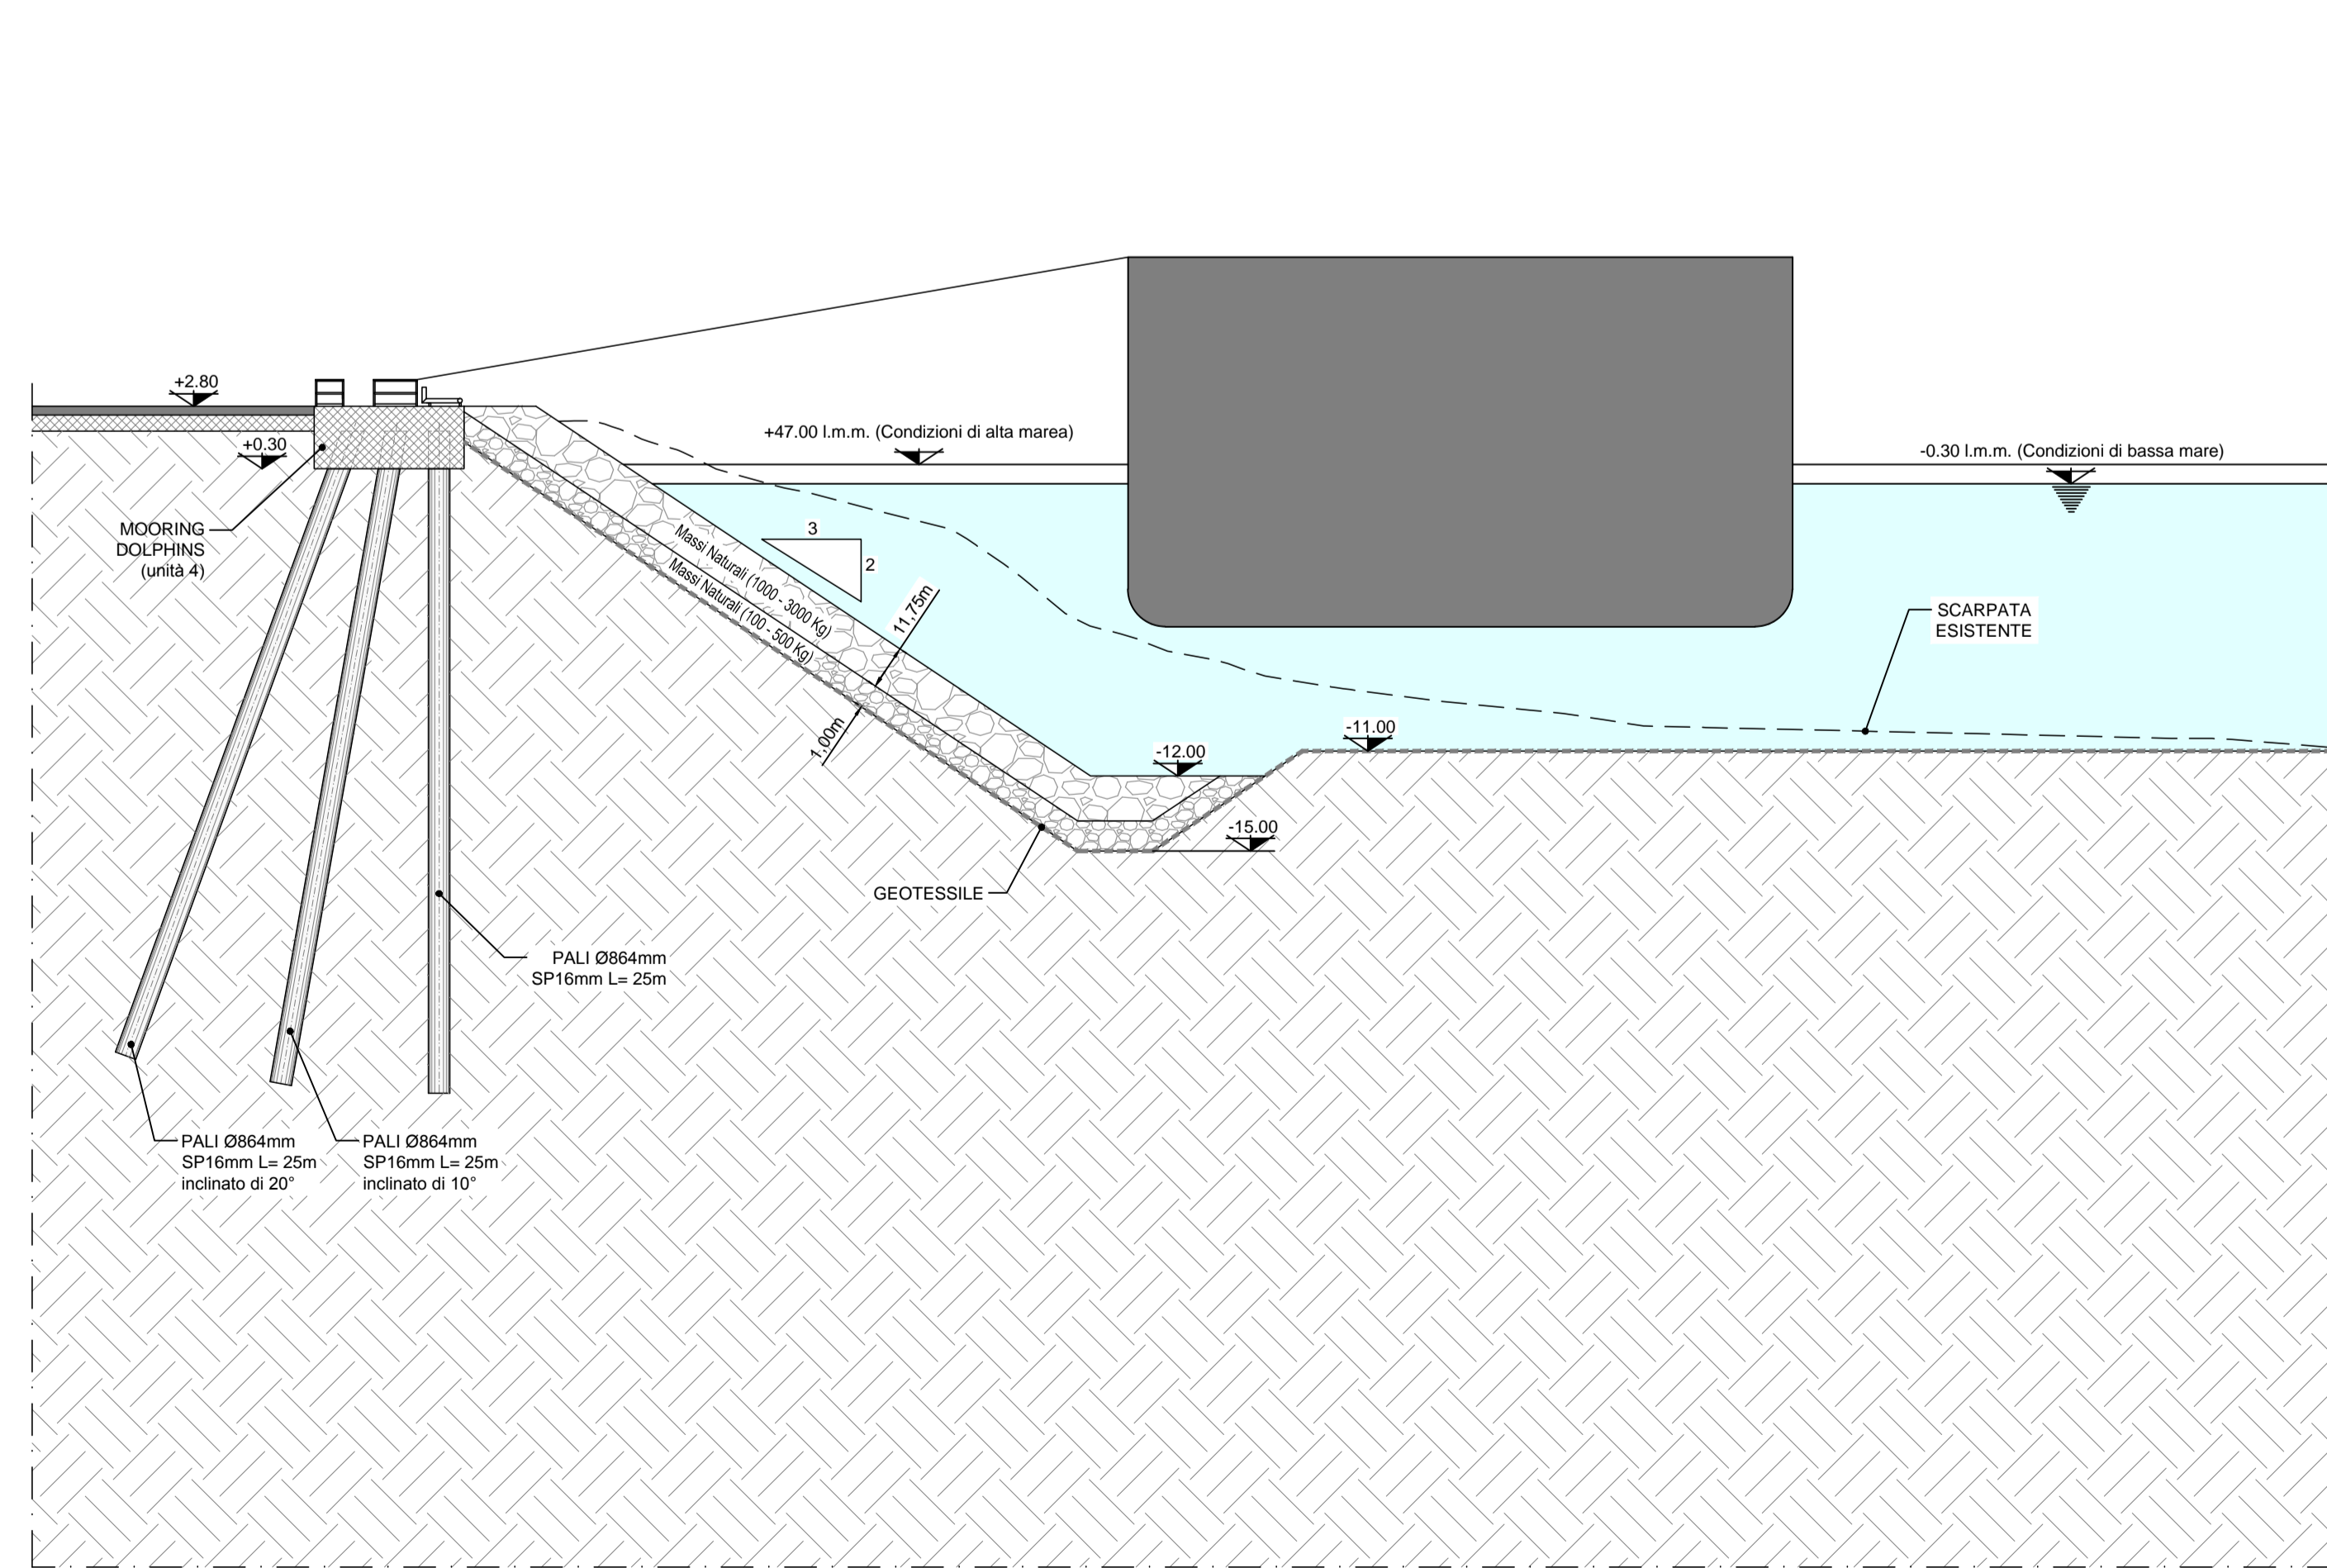 +2.80
+0.30
+47.00 l.m.m. (Condizioni di alta marea)
-0.30 l.m.m. (Condizioni di bassa mare)
MOORING
DOLPHINS
(unità 4)
3
2
Massi Naturali (1000 - 3000 Kg)
Massi Naturali (100 - 500 Kg)
11,75m
1,00m
SCARPATA
ESISTENTE
-11.00
-12.00
-15.00
GEOTESSILE
PALI Ø864mm
SP16mm L= 25m
PALI Ø864mm
SP16mm L= 25m
inclinato di 20°
PALI Ø864mm
SP16mm L= 25m
inclinato di 10°